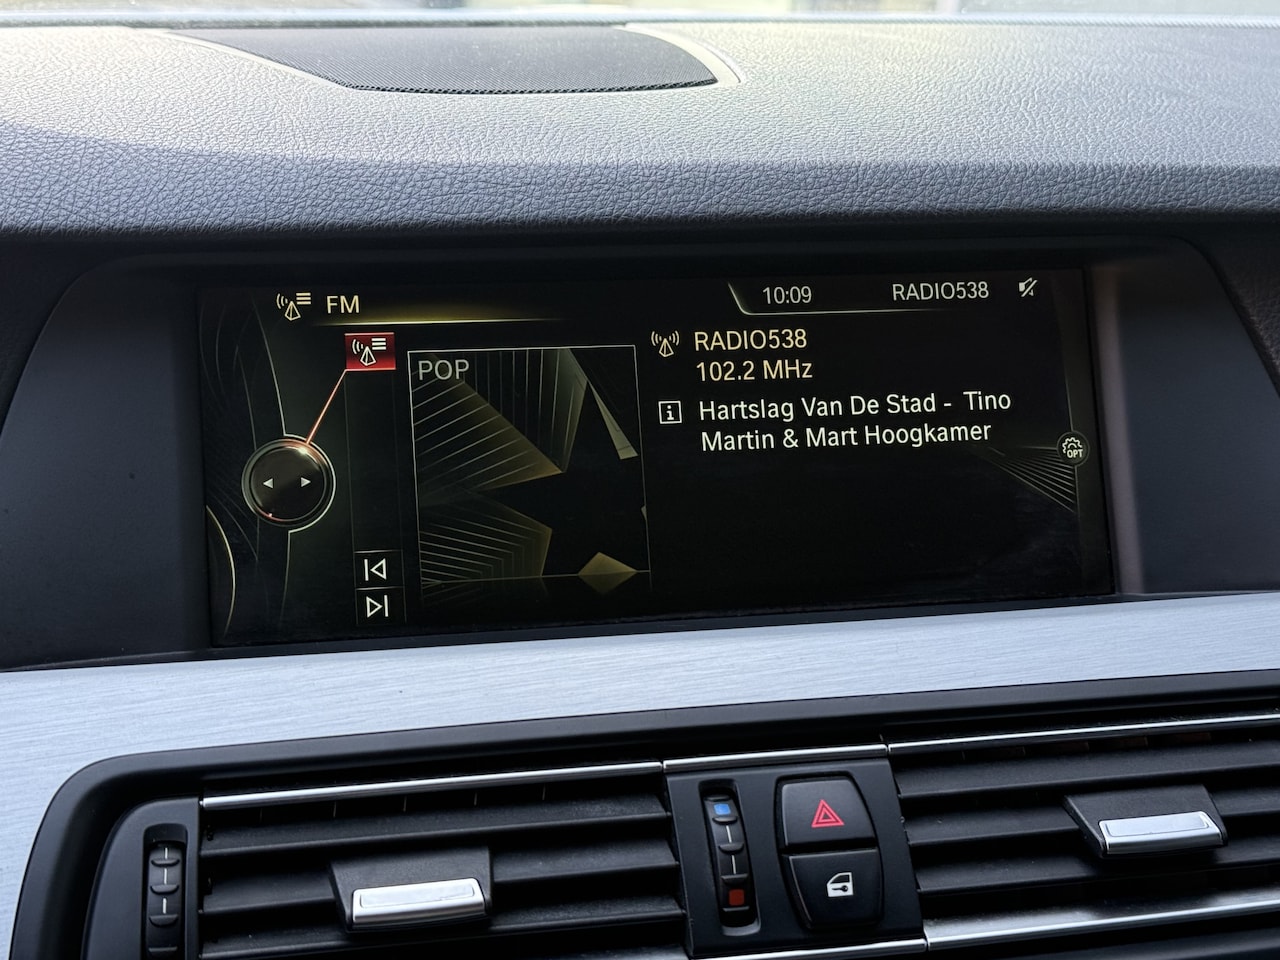 FM
10:09
RADIO538
POP
RADIO538
102.2 MHz
Hartslag Van De Stad - Tino
Martin & Mart Hoogkamer
OPT